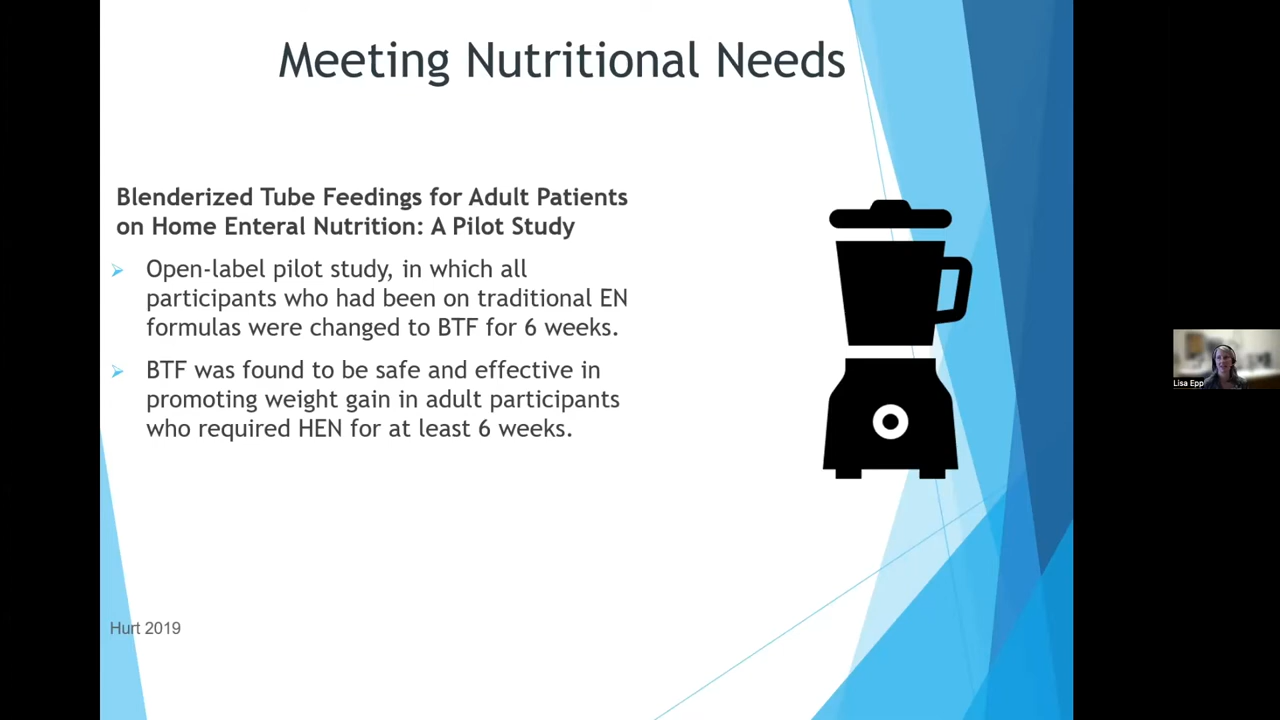 Meeting Nutritional Needs
Blenderized Tube Feedings for Adult Patients
on Home Enteral Nutrition: A Pilot Study
Open-label pilot study, in which all
participants who had been on traditional EN
formulas were changed to BTF for 6 weeks.
BTF was found to be safe and effective in
promoting weight gain in adult participants
who required HEN for at least 6 weeks.
Lisa Epp
Hurt 2019